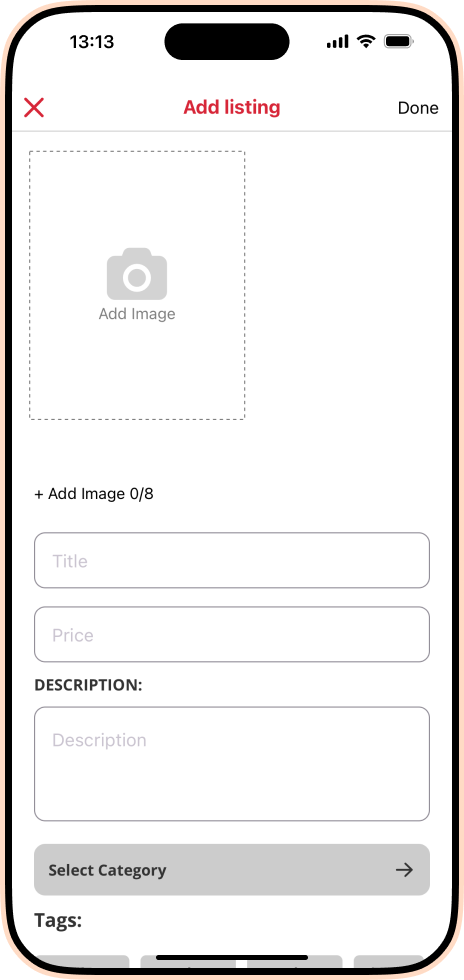 13:13
Add listing
Done
Add Image
+ Add Image 0/8
Title
Price
DESCRIPTION:
Description
Select Category
Tags: